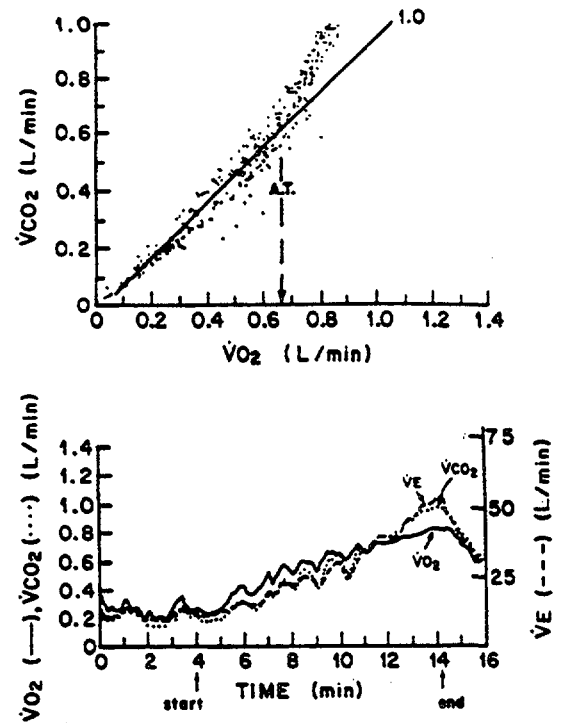 1.0
1.0
0.8
0.6
0.4
0.2
0
V̇CO₂ (L/min)
A.T.
0 0.2 0.4 0.6 0.8 1.0 1.2 1.4
V̇O₂ (L/min)
1.4
1.2
1.0
0.8
0.6
0.4
0.2
0
V̇O₂ (—), V̇CO₂ (····) (L/min)
75
50
25
V̇E (---) (L/min)
V̇E
V̇CO₂
V̇O₂
0 2 4 6 8 10 12 14 16
start
TIME (min)
end